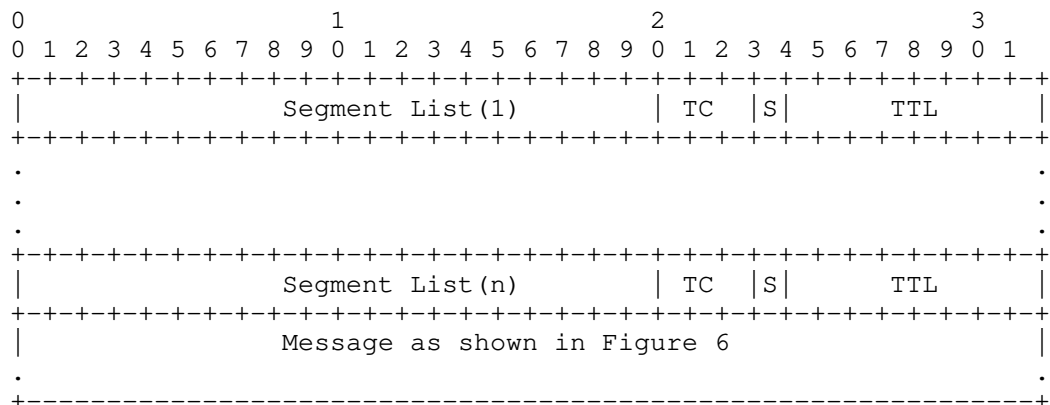 0                   1                   2                   3
0 1 2 3 4 5 6 7 8 9 0 1 2 3 4 5 6 7 8 9 0 1 2 3 4 5 6 7 8 9 0 1
+-+-+-+-+-+-+-+-+-+-+-+-+-+-+-+-+-+-+-+-+-+-+-+-+-+-+-+-+-+-+-+-+
|                Segment List(1)        | TC  |S|      TTL      |
+-+-+-+-+-+-+-+-+-+-+-+-+-+-+-+-+-+-+-+-+-+-+-+-+-+-+-+-+-+-+-+-+
.                                                               .
.                                                               .
.                                                               .
+-+-+-+-+-+-+-+-+-+-+-+-+-+-+-+-+-+-+-+-+-+-+-+-+-+-+-+-+-+-+-+-+
|                Segment List(n)        | TC  |S|      TTL      |
+-+-+-+-+-+-+-+-+-+-+-+-+-+-+-+-+-+-+-+-+-+-+-+-+-+-+-+-+-+-+-+-+
|                Message as shown in Figure 6                   |
.                                                               .
+---------------------------------------------------------------+